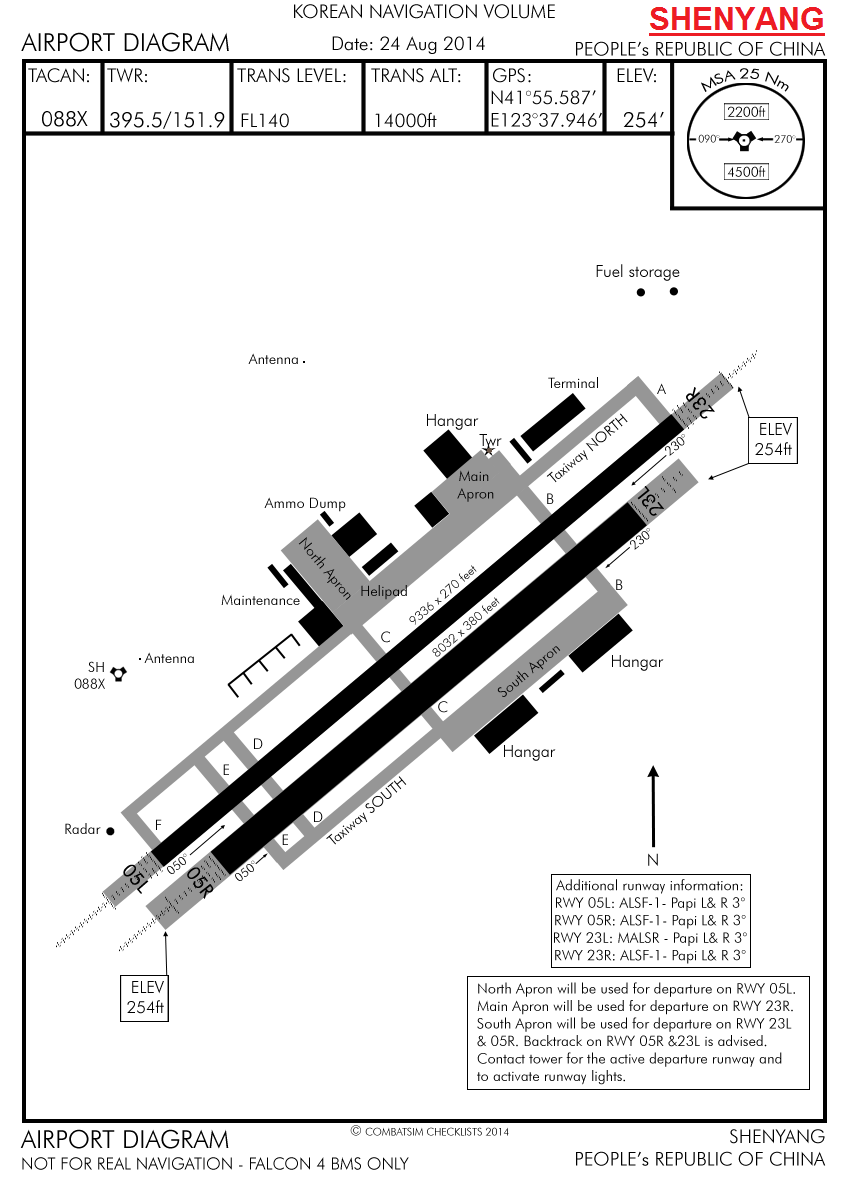 KOREAN NAVIGATION VOLUME
SHENYANG
AIRPORT DIAGRAM
Date: 24 Aug 2014
PEOPLE's REPUBLIC OF CHINA
TACAN:
088X
TWR:
395.5/151.9
TRANS LEVEL:
FL140
TRANS ALT:
14000ft
GPS:
N41°55.587'
E123°37.946'
ELEV:
254'
MSA 25 Nm
2200ft
090°
270°
4500ft
Fuel storage
Antenna
Terminal
A
23R
Hangar
Twr
Taxiway NORTH
ELEV
254ft
230°
Main
Apron
B
23L
Ammo Dump
230°
North Apron
Helipad
B
Maintenance
9336 x 270 feet
8032 x 380 feet
C
South Apron
Hangar
Antenna
SH
088X
C
Hangar
D
E
Taxiway SOUTH
D
F
E
Radar
050°
050°
05L
05R
N
ELEV
254ft
Additional runway information:
RWY 05L: ALSF-1- Papi L& R 3°
RWY 05R: ALSF-1- Papi L& R 3°
RWY 23L: MALSR - Papi L& R 3°
RWY 23R: ALSF-1- Papi L& R 3°
North Apron will be used for departure on RWY 05L.
Main Apron will be used for departure on RWY 23R.
South Apron will be used for departure on RWY 23L
& 05R. Backtrack on RWY 05R &23L is advised.
Contact tower for the active departure runway and
to activate runway lights.
© COMBATSIM CHECKLISTS 2014
AIRPORT DIAGRAM
SHENYANG
NOT FOR REAL NAVIGATION - FALCON 4 BMS ONLY
PEOPLE's REPUBLIC OF CHINA